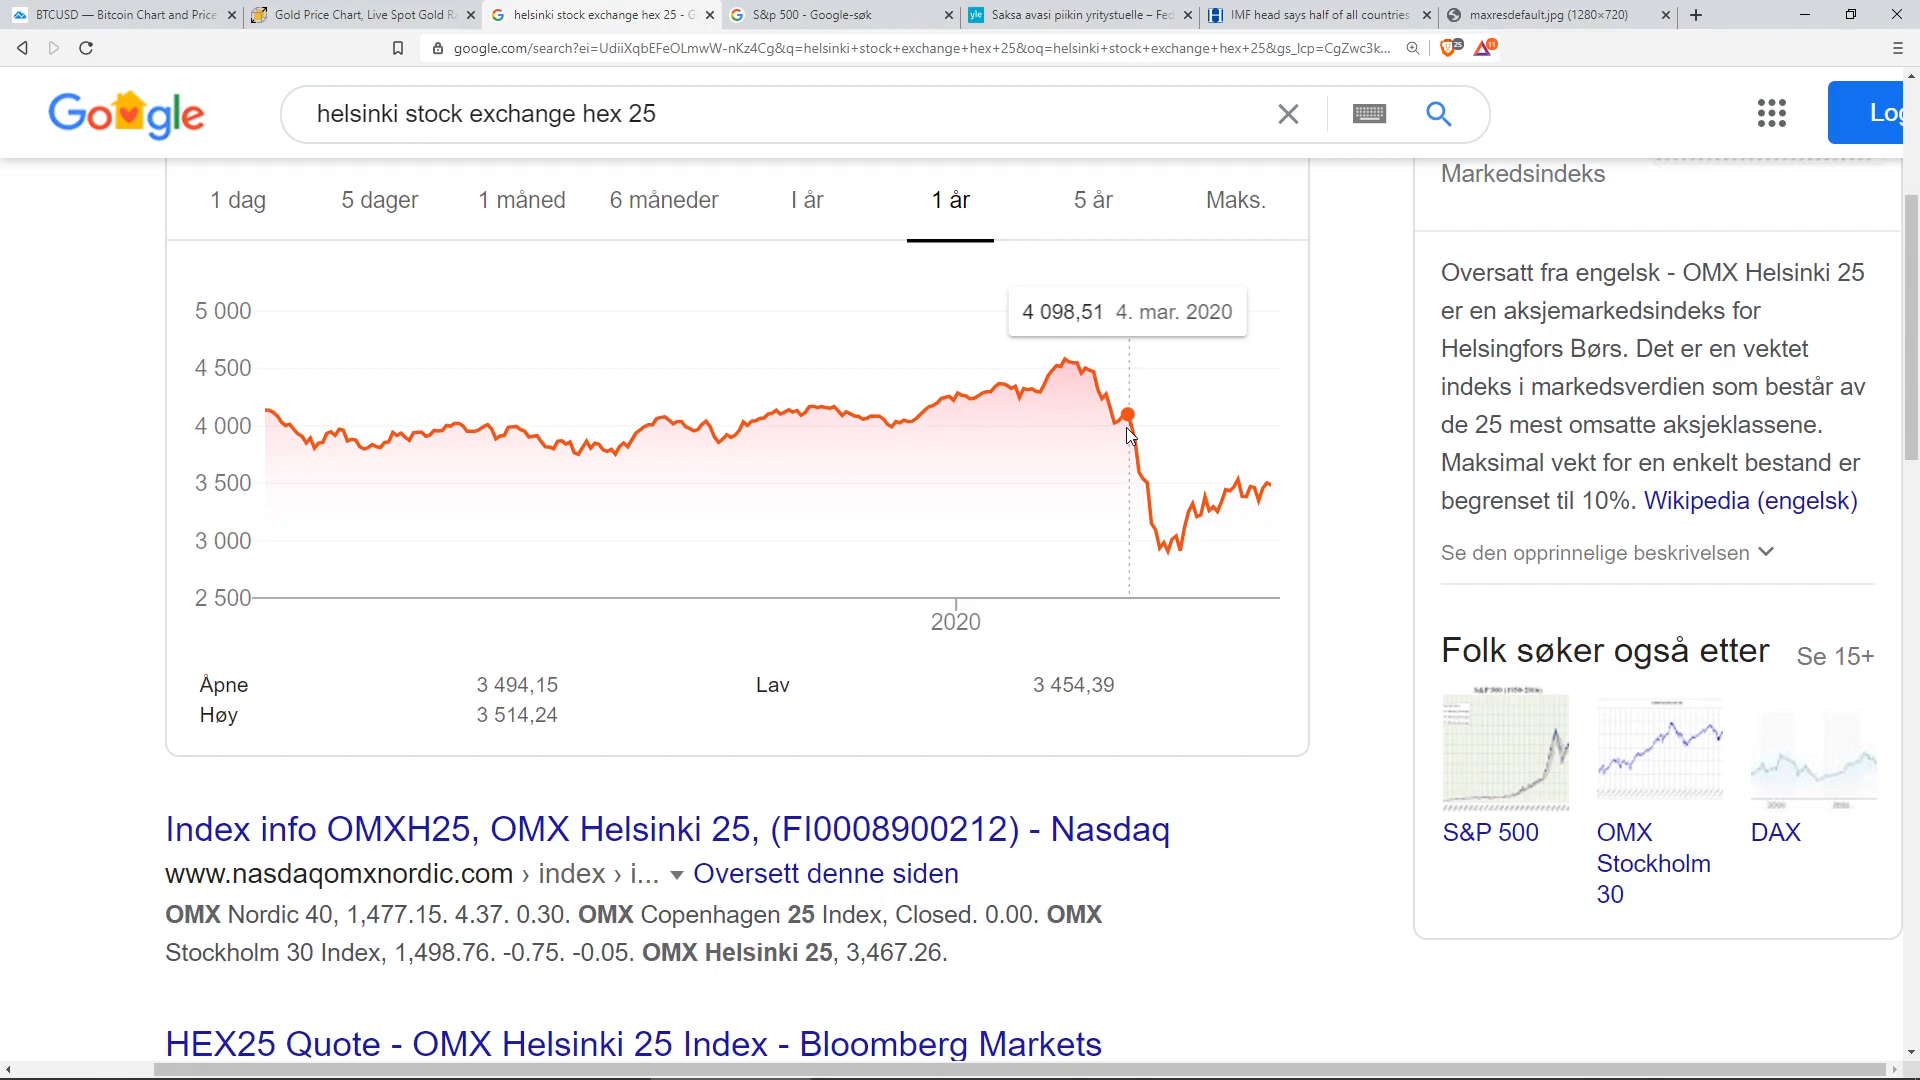 BTCUSD — Bitcoin Chart and Price
Gold Price Chart, Live Spot Gold Ra
helsinki stock exchange hex 25 - G
S&p 500 - Google-søk
Saksa avasi piikin yritystuelle – Fed
IMF head says half of all countries
maxresdefault.jpg (1280×720)
google.com/search?ei=UdiiXqbEFeOLmwW-nKz4Cg&q=helsinki+stock+exchange+hex+25&oq=helsinki+stock+exchange+hex+25&gs_lcp=CgZwc3k...
25
11
Google
helsinki stock exchange hex 25
Log
1 dag
5 dager
1 måned
6 måneder
I år
1 år
5 år
Maks.
4 098,51 4. mar. 2020
5 000
4 500
4 000
3 500
3 000
2 500
2020
Åpne 3 494,15 Lav 3 454,39
Høy 3 514,24
Index info OMXH25, OMX Helsinki 25, (FI0008900212) - Nasdaq
www.nasdaqomxnordic.com › index › i... Oversett denne siden
OMX Nordic 40, 1,477.15. 4.37. 0.30. OMX Copenhagen 25 Index, Closed. 0.00. OMX
Stockholm 30 Index, 1,498.76. -0.75. -0.05. OMX Helsinki 25, 3,467.26.
HEX25 Quote - OMX Helsinki 25 Index - Bloomberg Markets
Markedsindeks
Oversatt fra engelsk - OMX Helsinki 25
er en aksjemarkedsindeks for
Helsingfors Børs. Det er en vektet
indeks i markedsverdien som består av
de 25 mest omsatte aksjeklassene.
Maksimal vekt for en enkelt bestand er
begrenset til 10%. Wikipedia (engelsk)
Se den opprinnelige beskrivelsen
Folk søker også etter
Se 15+
S&P 500
OMX
Stockholm
30
DAX